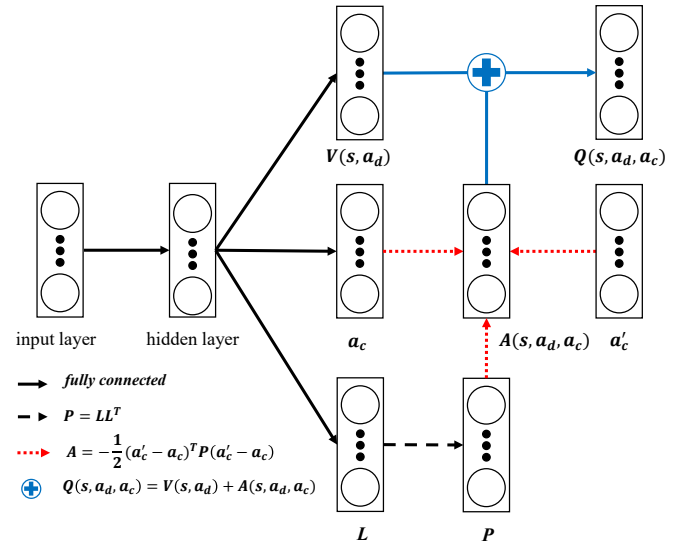 V(s, a_d)
Q(s, a_d, a_c)
input layer
hidden layer
a_c
A(s, a_d, a_c)
a'_c
fully connected
P = LL^T
A = -\frac{1}{2}(a'_c - a_c)^T P(a'_c - a_c)
Q(s, a_d, a_c) = V(s, a_d) + A(s, a_d, a_c)
L
P